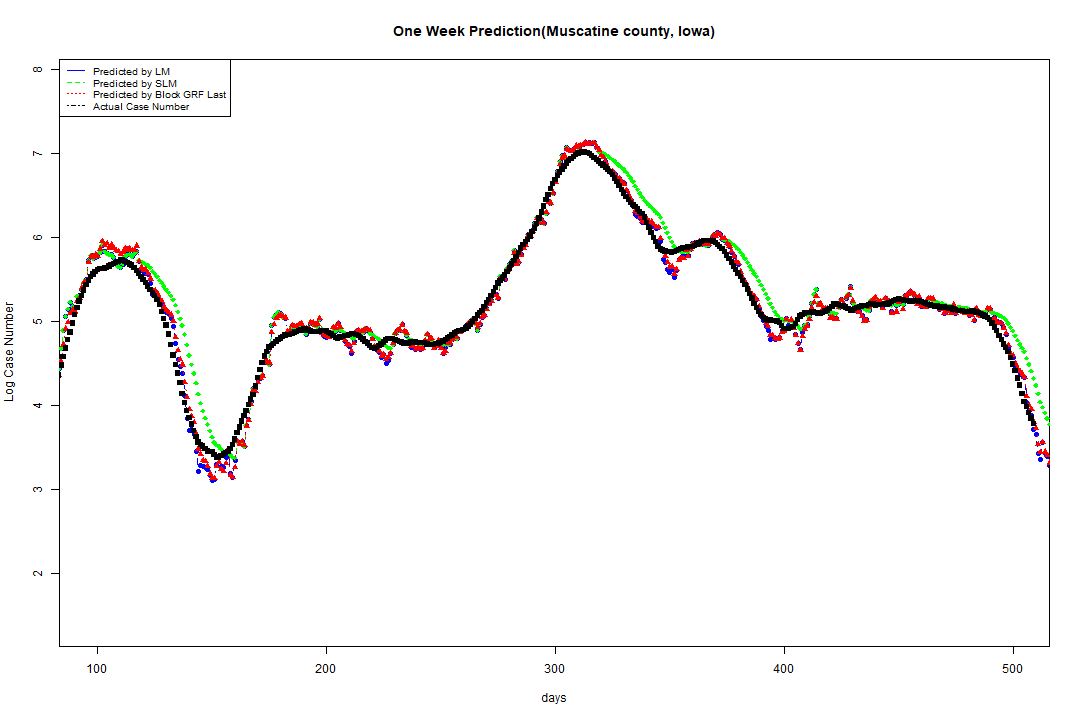 One Week Prediction(Muscatine county, Iowa)
Predicted by LM
Predicted by SLM
Predicted by Block GRF Last
Actual Case Number
8
7
6
5
4
3
2
Log Case Number
100 200 300 400 500
days